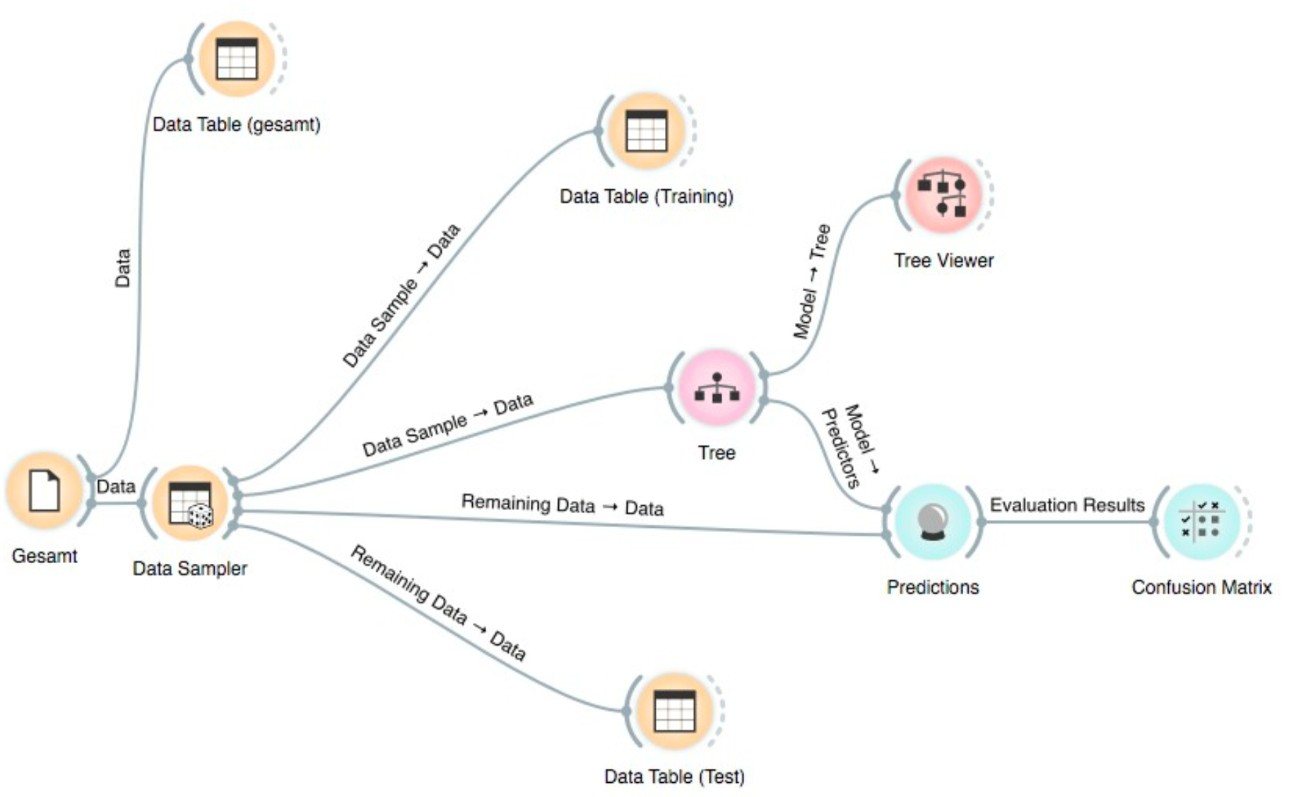 Data Table (gesamt)
Data Table (Training)
Data Sample → Data
Model → Tree
Tree Viewer
Data
Data Sample → Data
Tree
Model →
Predictors
Data
Gesamt
Data Sampler
Remaining Data → Data
Predictions
Evaluation Results
Confusion Matrix
Remaining Data → Data
Data Table (Test)